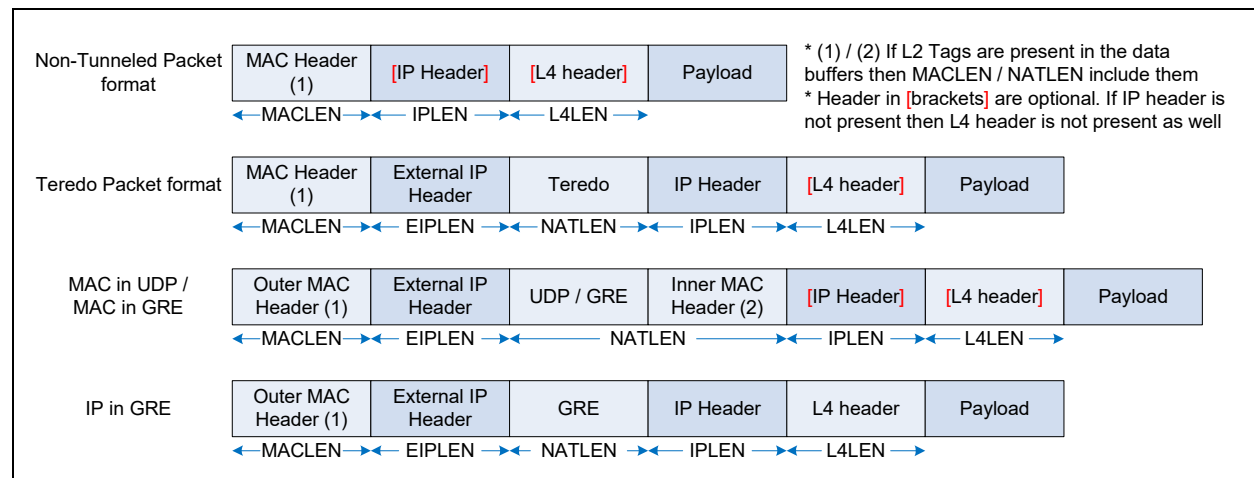 Non-Tunneled Packet
format
MAC Header
(1)
[IP Header]
[L4 header]
Payload
MACLEN
IPLEN
L4LEN
* (1) / (2) If L2 Tags are present in the data
buffers then MACLEN / NATLEN include them
* Header in [brackets] are optional. If IP header is
not present then L4 header is not present as well
Teredo Packet format
MAC Header
(1)
External IP
Header
Teredo
IP Header
[L4 header]
Payload
MACLEN
EIPLEN
NATLEN
IPLEN
L4LEN
MAC in UDP /
MAC in GRE
Outer MAC
Header (1)
External IP
Header
UDP / GRE
Inner MAC
Header (2)
[IP Header]
[L4 header]
Payload
MACLEN
EIPLEN
NATLEN
IPLEN
L4LEN
IP in GRE
Outer MAC
Header (1)
External IP
Header
GRE
IP Header
L4 header
Payload
MACLEN
EIPLEN
NATLEN
IPLEN
L4LEN